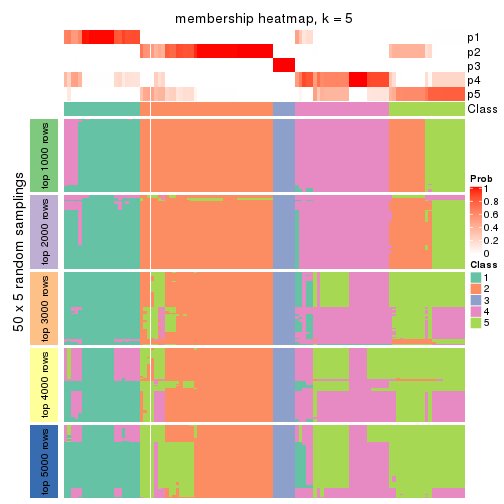 membership heatmap, k = 5
p1
p2
p3
p4
p5
Class
50 x 5 random samplings
top 1000 rows
top 2000 rows
top 3000 rows
top 4000 rows
top 5000 rows
Prob
1
0.8
0.6
0.4
0.2
0
Class
1
2
3
4
5